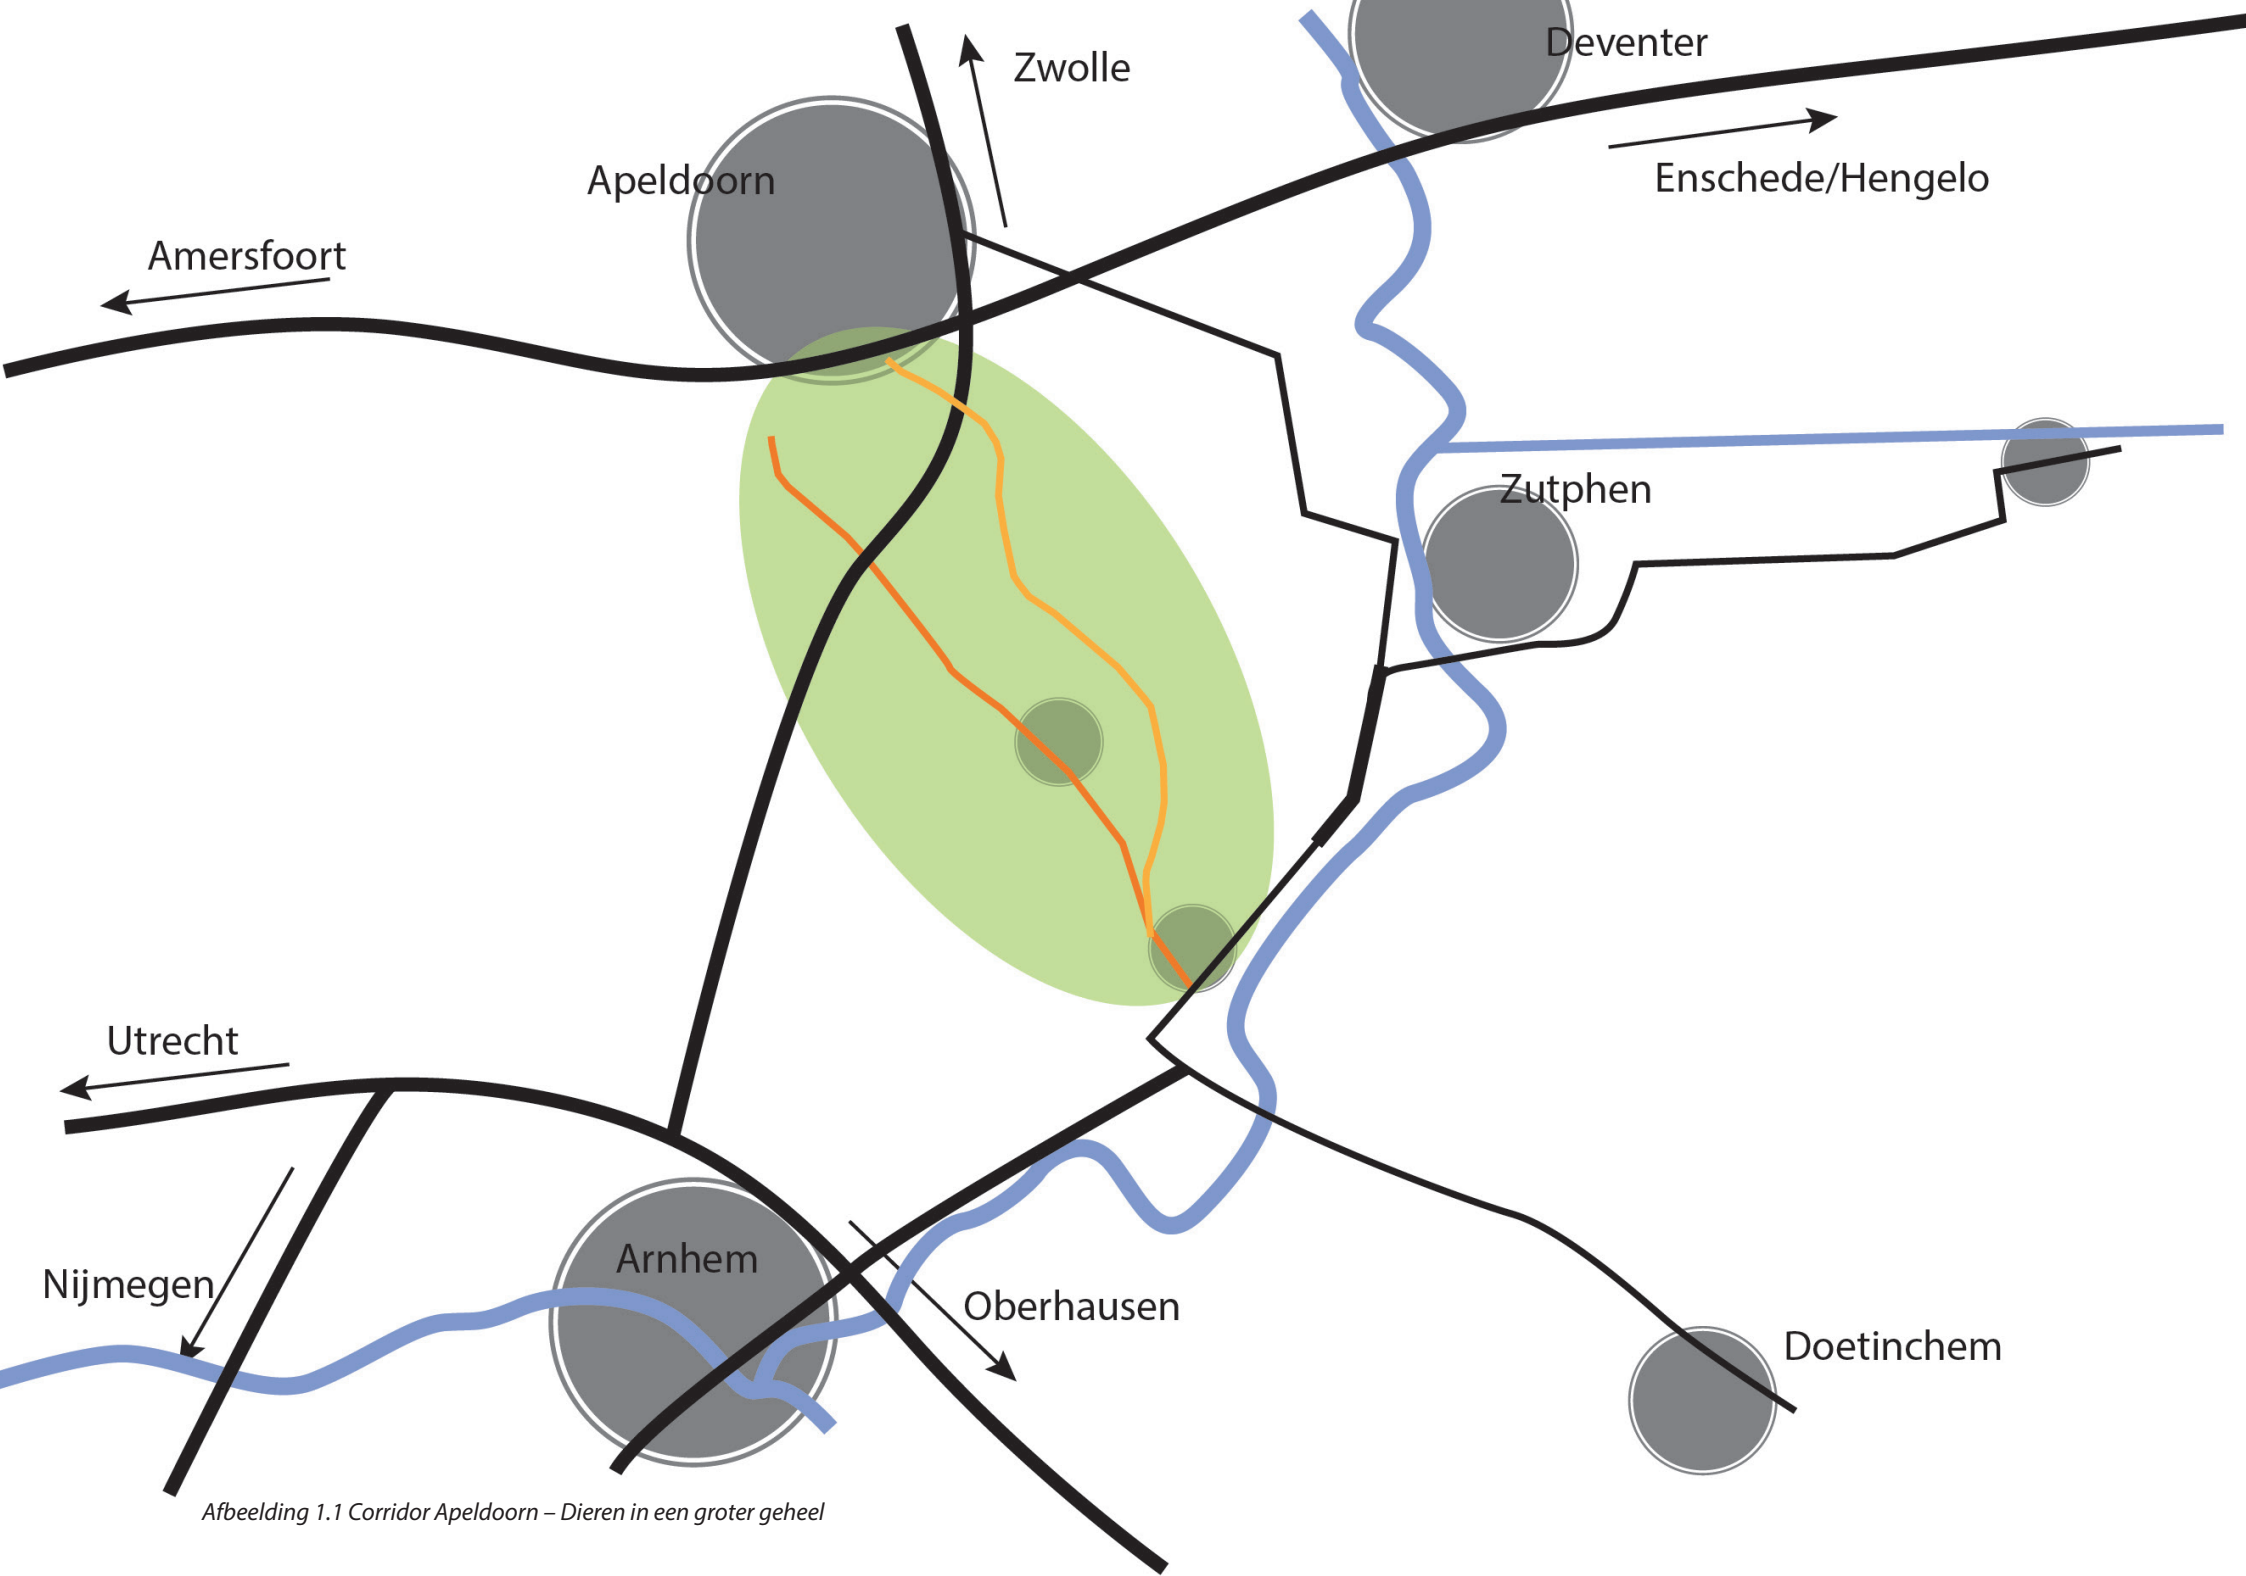 Deventer
Zwolle
Apeldoorn
Enschede/Hengelo
Amersfoort
Zutphen
Utrecht
Arnhem
Nijmegen
Oberhausen
Doetinchem
Afbeelding 1.1 Corridor Apeldoorn – Dieren in een groter geheel